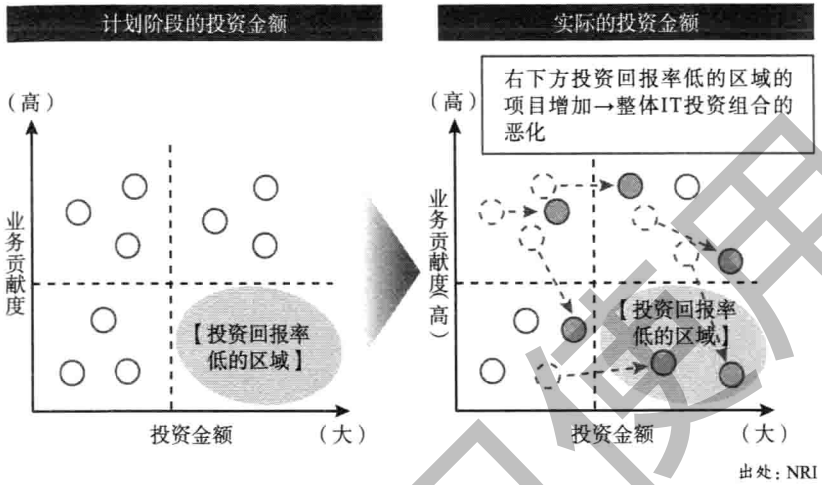 计划阶段的投资金额
实际的投资金额
右下方投资回报率低的区域的
项目增加→整体IT投资组合的
恶化
（高）
业务贡献度
【投资回报率
低的区域】
投资金额
（大）
（高）
业务贡献度（高）
【投资回报率
低的区域】
投资金额
（大）
出处：NRI
使用